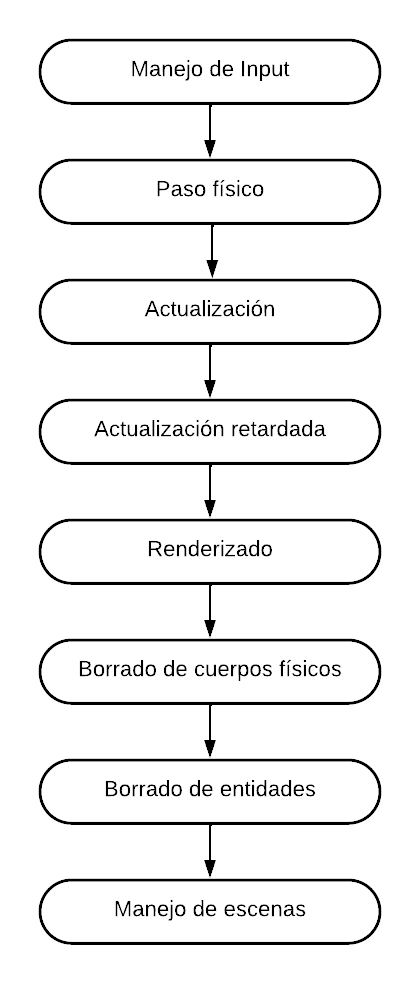 Manejo de Input
Paso físico
Actualización
Actualización retardada
Renderizado
Borrado de cuerpos físicos
Borrado de entidades
Manejo de escenas